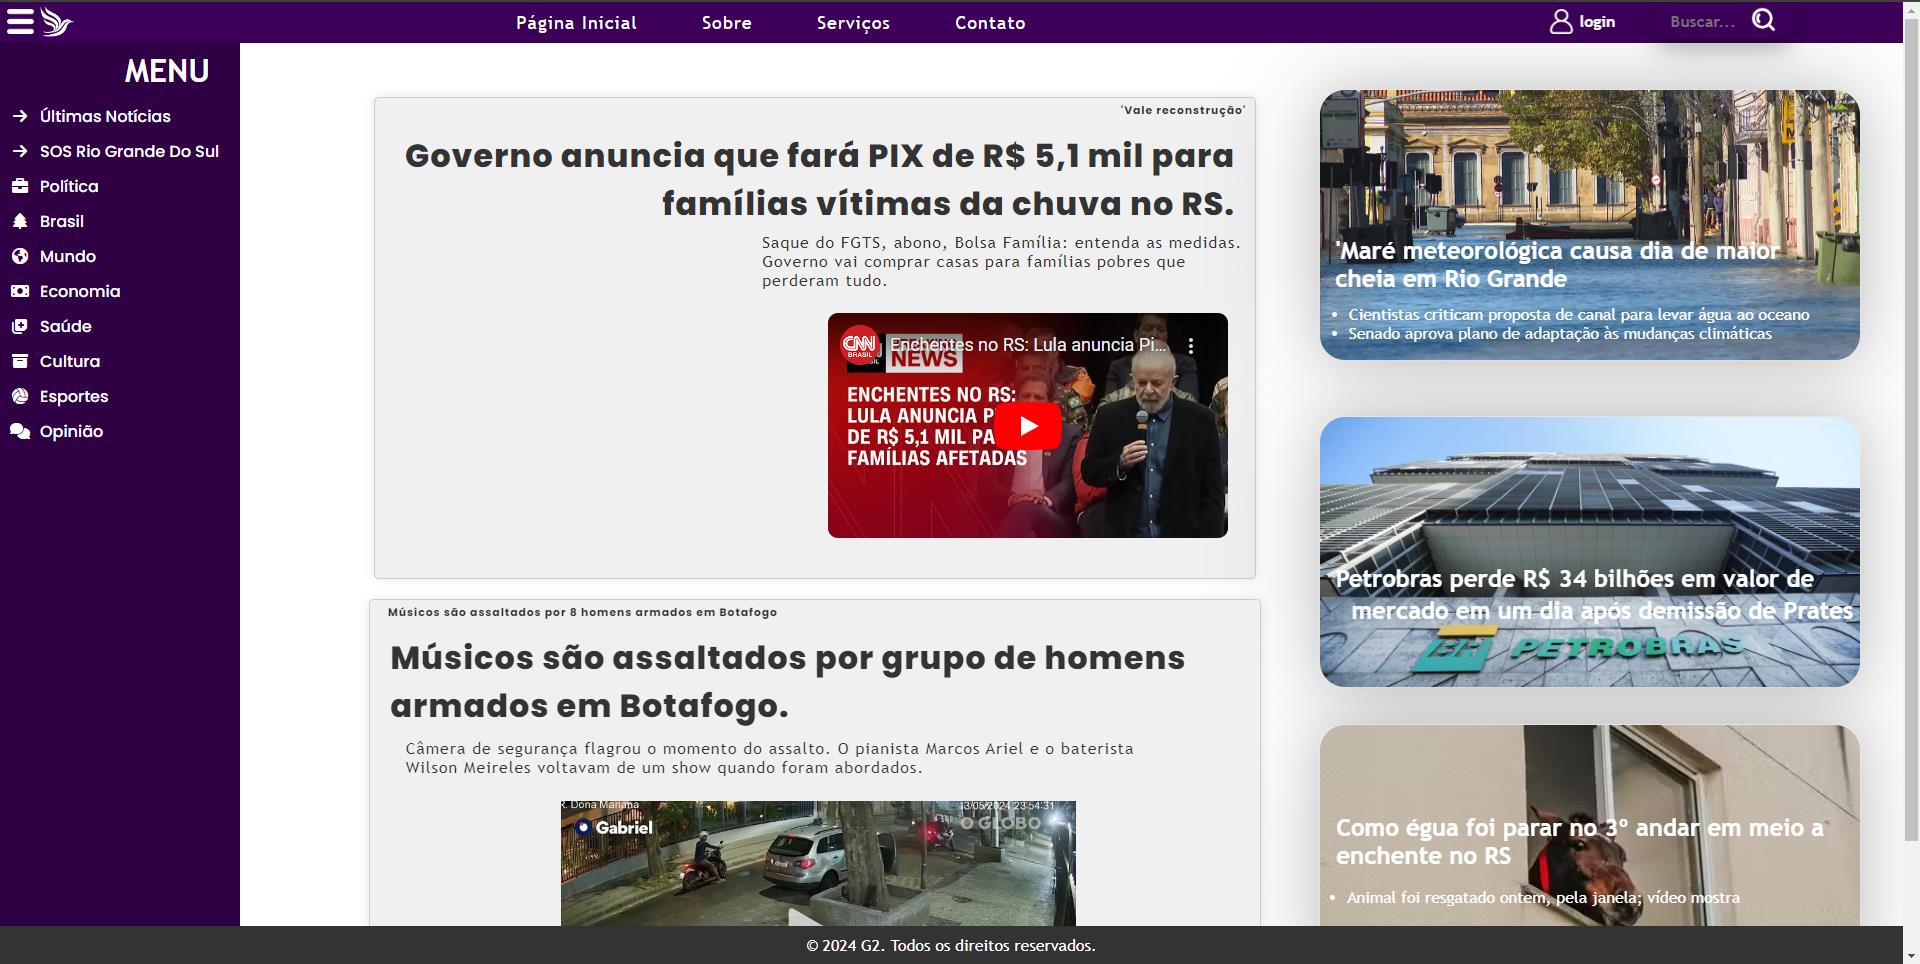 Página Inicial
Sobre
Serviços
Contato
login
Buscar...
MENU
Últimas Notícias
SOS Rio Grande Do Sul
Política
Brasil
Mundo
Economia
Saúde
Cultura
Esportes
Opinião
'Vale reconstrução'
Governo anuncia que fará PIX de R$ 5,1 mil para
famílias vítimas da chuva no RS.
Saque do FGTS, abono, Bolsa Família: entenda as medidas.
Governo vai comprar casas para famílias pobres que
perderam tudo.
CNN
BRASIL
Enchentes no RS: Lula anuncia Pi...
NEWS
ENCHENTES NO RS:
LULA ANUNCIA P
DE R$ 5,1 MIL PA
FAMÍLIAS AFETADAS
Músicos são assaltados por 8 homens armados em Botafogo
Músicos são assaltados por grupo de homens
armados em Botafogo.
Câmera de segurança flagrou o momento do assalto. O pianista Marcos Ariel e o baterista
Wilson Meireles voltavam de um show quando foram abordados.
R. Dona Mariana
13/05/2024 23:54:31
Gabriel
O GLOBO
'Maré meteorológica causa dia de maior
cheia em Rio Grande
• Cientistas criticam proposta de canal para levar água ao oceano
• Senado aprova plano de adaptação às mudanças climáticas
Petrobras perde R$ 34 bilhões em valor de
mercado em um dia após demissão de Prates
BR PETROBRAS
Como égua foi parar no 3º andar em meio a
enchente no RS
• Animal foi resgatado ontem, pela janela; vídeo mostra
© 2024 G2. Todos os direitos reservados.